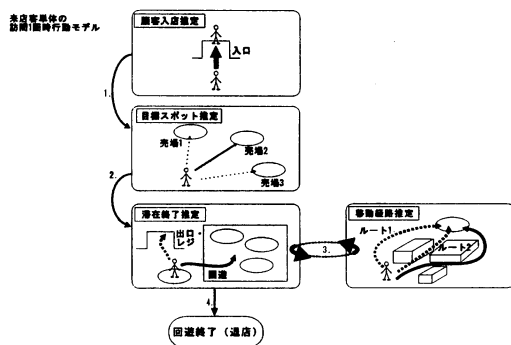 来店客単体の
訪問1回時行動モデル
顧客入店推定
入口
1.
目標スポット推定
売場1
売場2
売場3
2.
滞在終了推定
出口・
レジ
回遊
3.
移動経路推定
ルート1
ルート2
4.
回遊終了（退店）